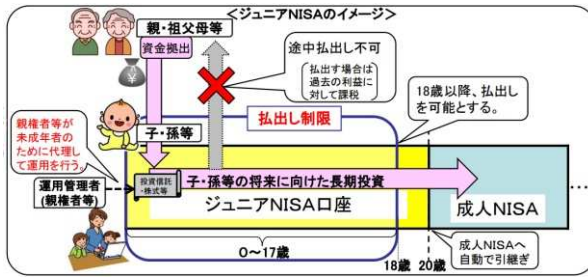 ＜ジュニアNISAのイメージ＞
親・祖父母等
資金拠出
途中払出し不可
払出す場合は
過去の利益に
対して課税
18歳以降、払出し
を可能とする。
親権者等が
未成年者の
ために代理し
て運用を行う。
子・孫等
払出し制限
運用管理者
(親権者等)
投資信託
・株式等
子・孫等の将来に向けた長期投資
ジュニアNISA口座
成人NISA
…
0～17歳
18歳
20歳
成人NISAへ
自動で引継ぎ